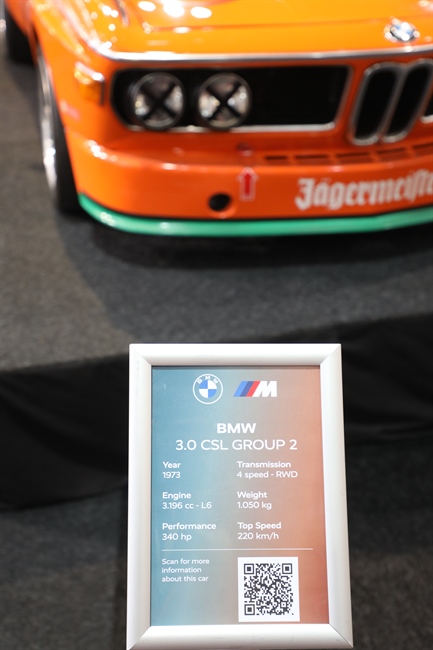 Jägermeister
BMW
M
BMW
3.0 CSL GROUP 2
Year
1973
Transmission
4 speed - RWD
Engine
3.196 cc - L6
Weight
1.050 kg
Performance
340 hp
Top Speed
220 km/h
Scan for more
information
about this car